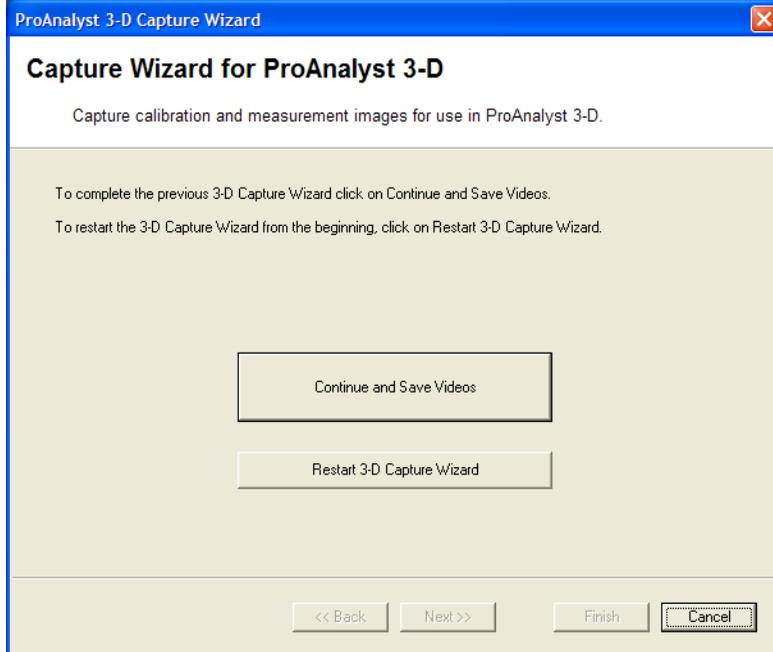 ProAnalyst 3-D Capture Wizard
Capture Wizard for ProAnalyst 3-D
Capture calibration and measurement images for use in ProAnalyst 3-D.
To complete the previous 3-D Capture Wizard click on Continue and Save Videos.
To restart the 3-D Capture Wizard from the beginning, click on Restart 3-D Capture Wizard.
Continue and Save Videos
Restart 3-D Capture Wizard
<< Back Next >> Finish Cancel